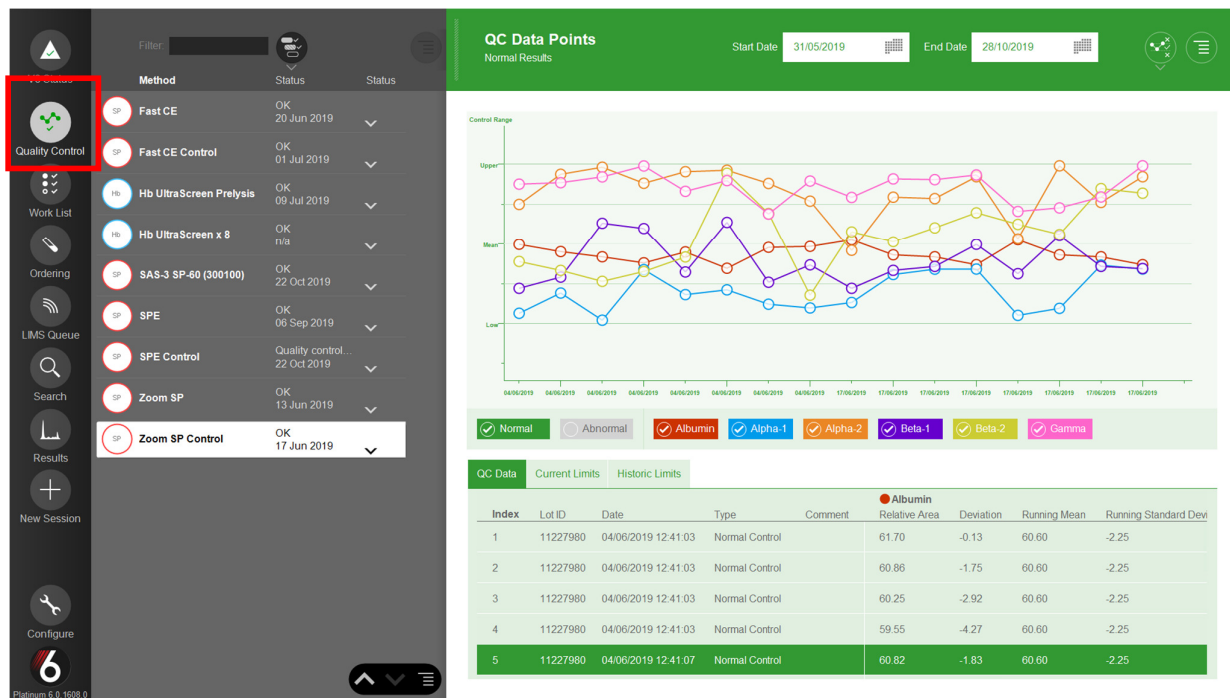 V6 Status
Quality Control
Work List
Ordering
LIMS Queue
Search
Results
New Session
Configure
6
Platinum 6.0.1608.0
Filter:
Method Status Status
SP Fast CE OK
20 Jun 2019
SP Fast CE Control OK
01 Jul 2019
Hb Hb UltraScreen Prelysis OK
09 Jul 2019
Hb Hb UltraScreen x 8 OK
n/a
SP SAS-3 SP-60 (300100) OK
22 Oct 2019
SP SPE OK
06 Sep 2019
SP SPE Control Quality control...
22 Oct 2019
SP Zoom SP OK
13 Jun 2019
SP Zoom SP Control OK
17 Jun 2019
QC Data Points
Normal Results
Start Date 31/05/2019 End Date 28/10/2019
Control Range
Upper
Mean
Low
04/06/2019 04/06/2019 04/06/2019 04/06/2019 04/06/2019 04/06/2019 04/06/2019 04/06/2019 17/06/2019 17/06/2019 17/06/2019 17/06/2019 17/06/2019 17/06/2019 17/06/2019 17/06/2019
Normal Abnormal Albumin Alpha-1 Alpha-2 Beta-1 Beta-2 Gamma
QC Data Current Limits Historic Limits
Albumin
Index Lot ID Date Type Comment Relative Area Deviation Running Mean Running Standard Devi
1 11227980 04/06/2019 12:41:03 Normal Control 61.70 -0.13 60.60 -2.25
2 11227980 04/06/2019 12:41:03 Normal Control 60.86 -1.75 60.60 -2.25
3 11227980 04/06/2019 12:41:03 Normal Control 60.25 -2.92 60.60 -2.25
4 11227980 04/06/2019 12:41:03 Normal Control 59.55 -4.27 60.60 -2.25
5 11227980 04/06/2019 12:41:07 Normal Control 60.82 -1.83 60.60 -2.25